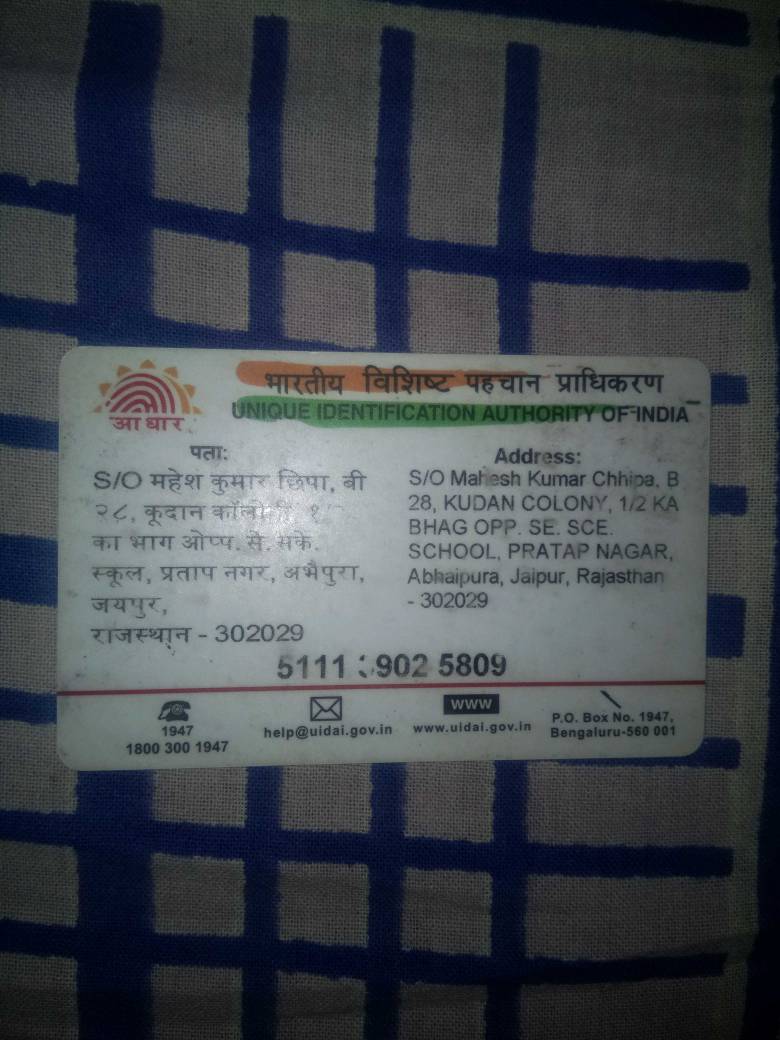 आधार
भारतीय विशिष्ट पहचान प्राधिकरण
UNIQUE IDENTIFICATION AUTHORITY OF INDIA
पता:
S/O महेश कुमार छिपा, बी
२८, कूदान
का भाग ओप्प. से. सके.
स्कूल, प्रताप नगर, अभैपुरा,
जयपुर,
राजस्थान - 302029
Address:
S/O Mahesh Kumar Chhipa, B
28, KUDAN COLONY, 1/2 KA
BHAG OPP. SE. SCE.
SCHOOL, PRATAP NAGAR,
Abhaipura, Jaipur, Rajasthan
- 302029
5111 5809
1947
1800 300 1947
help@uidai.gov.in
WWW
www.uidai.gov.in
P.O. Box No. 1947,
Bengaluru-560 001